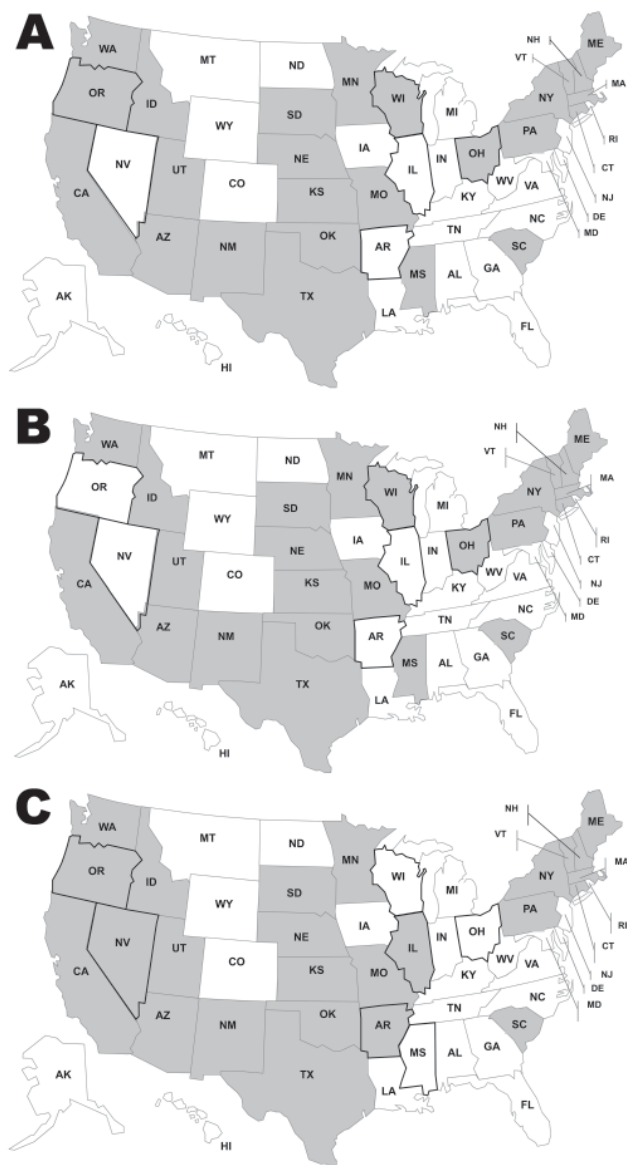 A
WA
MT
ND
MN
NH
ME
VT
MA
OR
ID
WY
SD
WI
MI
NY
RI
NV
UT
CO
NE
IA
IL
IN
OH
PA
CT
CA
KS
MO
KY
WV
VA
NJ
DE
MD
AZ
NM
OK
AR
TN
NC
MS
AL
GA
SC
TX
LA
AK
HI
FL
B
WA
MT
ND
MN
NH
ME
VT
MA
OR
ID
WY
SD
WI
MI
NY
RI
NV
UT
CO
NE
IA
IL
IN
OH
PA
CT
CA
KS
MO
KY
WV
VA
NJ
DE
MD
AZ
NM
OK
AR
TN
NC
MS
AL
GA
SC
TX
LA
AK
HI
FL
C
WA
MT
ND
MN
NH
ME
VT
MA
OR
ID
WY
SD
WI
MI
NY
RI
NV
UT
CO
NE
IA
IL
IN
OH
PA
CT
CA
KS
MO
KY
WV
VA
NJ
DE
MD
AZ
NM
OK
AR
TN
NC
MS
AL
GA
SC
TX
LA
AK
HI
FL